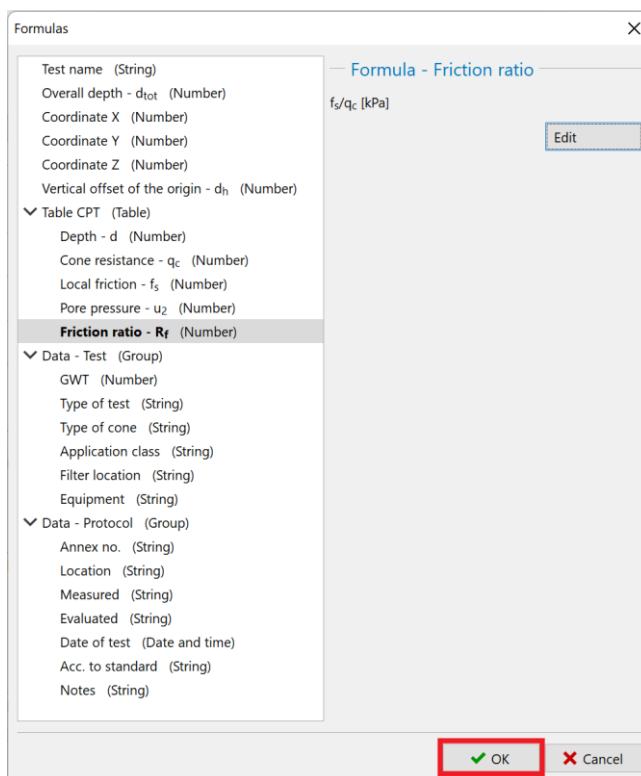 Formulas
Test name (String)
Overall depth - dtot (Number)
Coordinate X (Number)
Coordinate Y (Number)
Coordinate Z (Number)
Vertical offset of the origin - dh (Number)
Table CPT (Table)
Depth - d (Number)
Cone resistance - qc (Number)
Local friction - fs (Number)
Pore pressure - u2 (Number)
Friction ratio - Rf (Number)
Data - Test (Group)
GWT (Number)
Type of test (String)
Type of cone (String)
Application class (String)
Filter location (String)
Equipment (String)
Data - Protocol (Group)
Annex no. (String)
Location (String)
Measured (String)
Evaluated (String)
Date of test (Date and time)
Acc. to standard (String)
Notes (String)
Formula - Friction ratio
fs/qc [kPa]
Edit
OK
Cancel